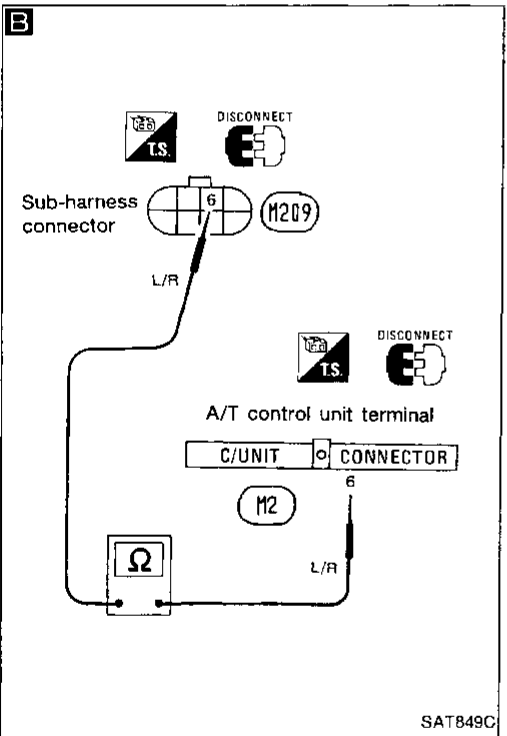 B
DISCONNECT
T.S.
Sub-harness
connector
6
M209
L/R
DISCONNECT
T.S.
A/T control unit terminal
C/UNIT
CONNECTOR
6
M2
Ω
L/R
SAT849C